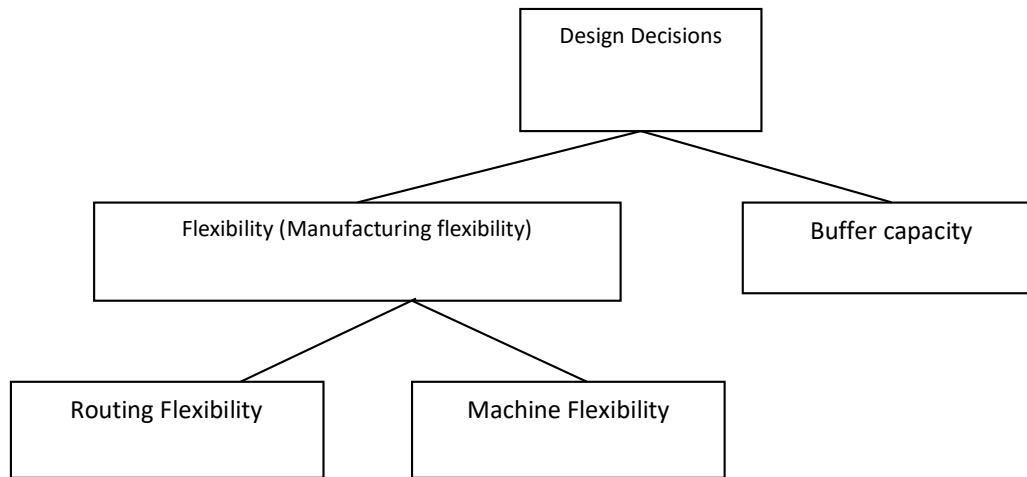 Design Decisions
Flexibility (Manufacturing flexibility)
Buffer capacity
Routing Flexibility
Machine Flexibility